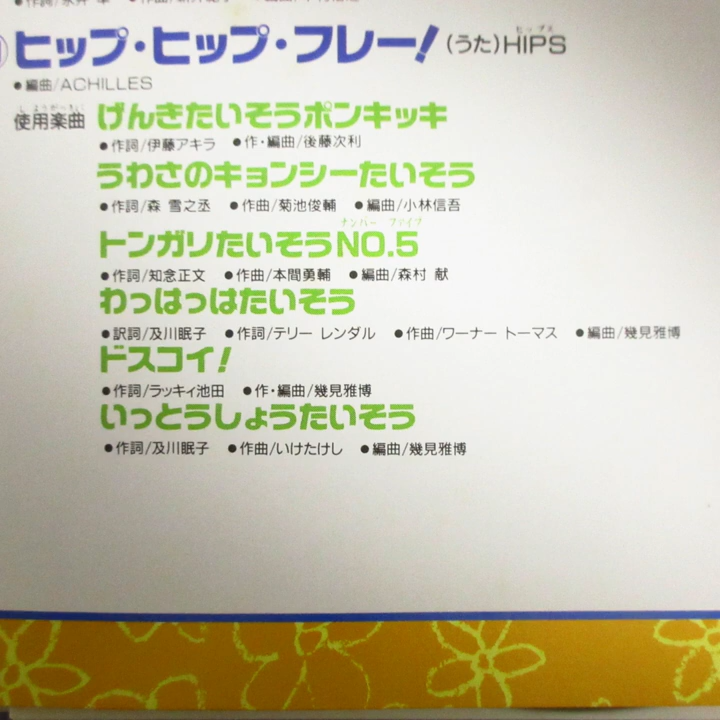 ヒップ・ヒップ・フレー！(うた)HIPS
ヒップス
●編曲/ACHILLES
しようがっきょく
使用楽曲 げんきたいそうポンキッキ
●作詞/伊藤アキラ ●作・編曲/後藤次利
うわさのキョンシーたいそう
●作詞/森 雪之丞 ●作曲/菊池俊輔 ●編曲/小林信吾
ナンバー ファイブ
トンガリたいそうNO.5
●作詞/知念正文 ●作曲/本間勇輔 ●編曲/森村 献
わっはっはたいそう
●訳詞/及川眠子 ●作詞/テリー レンダル ●作曲/ワーナー トーマス ●編曲/幾見雅博
ドスコイ！
●作詞/ラッキィ池田 ●作・編曲/幾見雅博
いっとうしょうたいそう
●作詞/及川眠子 ●作曲/いけたけし ●編曲/幾見雅博